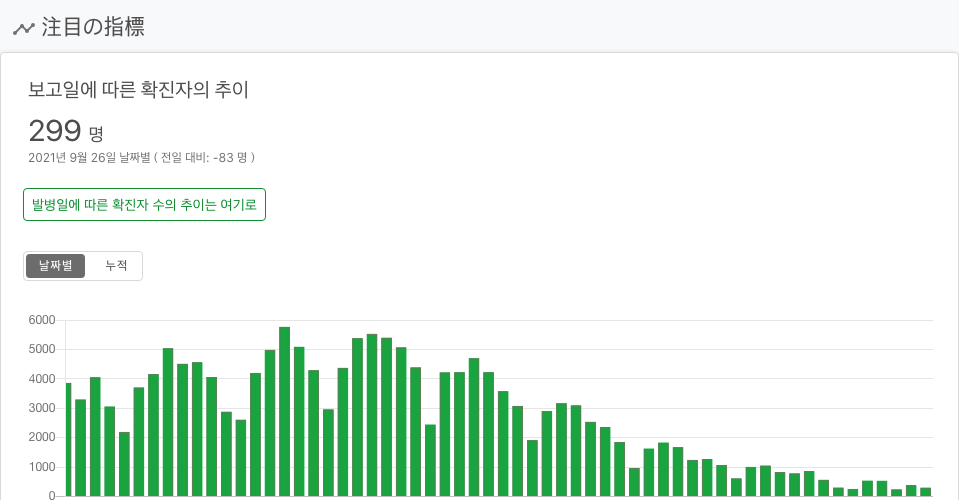 注目の指標
보고일에 따른 확진자의 추이
299 명
2021년 9월 26일 날짜별 ( 전일 대비: -83 명 )
발병일에 따른 확진자 수의 추이는 여기로
날짜별 누적
6000
5000
4000
3000
2000
1000
0